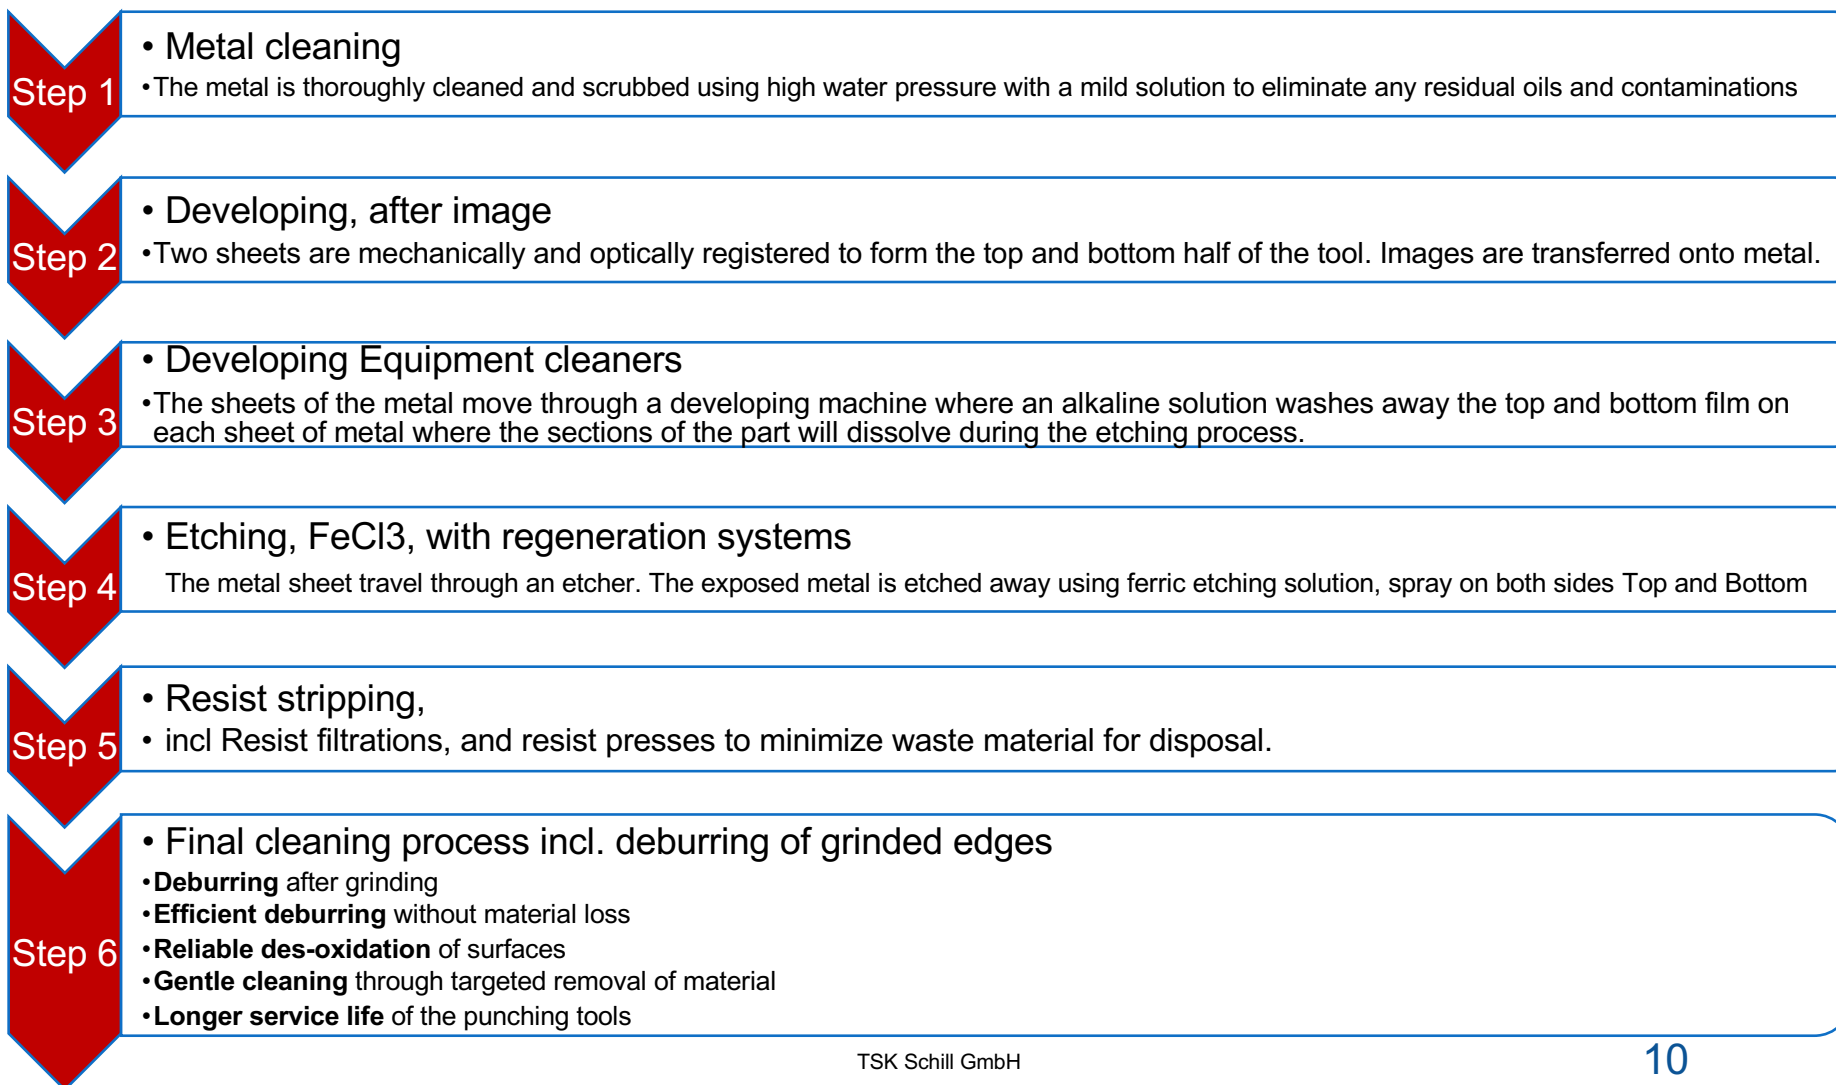 Step 1
• Metal cleaning
•The metal is thoroughly cleaned and scrubbed using high water pressure with a mild solution to eliminate any residual oils and contaminations
Step 2
• Developing, after image
•Two sheets are mechanically and optically registered to form the top and bottom half of the tool. Images are transferred onto metal.
Step 3
• Developing Equipment cleaners
•The sheets of the metal move through a developing machine where an alkaline solution washes away the top and bottom film on
each sheet of metal where the sections of the part will dissolve during the etching process.
Step 4
• Etching, FeCl3, with regeneration systems
The metal sheet travel through an etcher. The exposed metal is etched away using ferric etching solution, spray on both sides Top and Bottom
Step 5
• Resist stripping,
• incl Resist filtrations, and resist presses to minimize waste material for disposal.
Step 6
• Final cleaning process incl. deburring of grinded edges
•Deburring after grinding
•Efficient deburring without material loss
•Reliable des-oxidation of surfaces
•Gentle cleaning through targeted removal of material
•Longer service life of the punching tools
TSK Schill GmbH
10